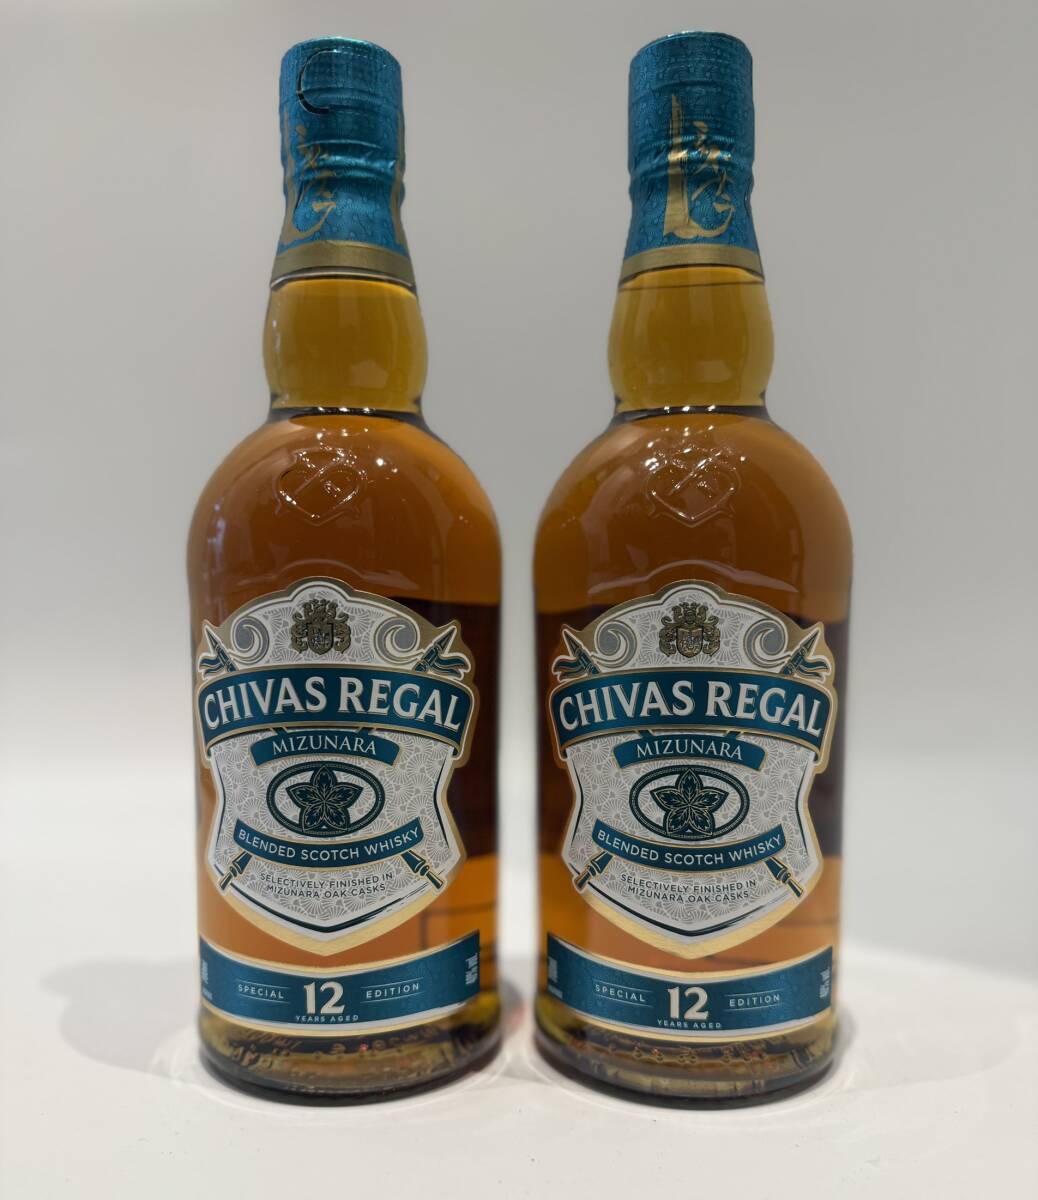 CHIVAS REGAL
MIZUNARA
BLENDED SCOTCH WHISKY
SELECTIVELY FINISHED IN
MIZUNARA OAK CASKS
SPECIAL 12 EDITION
YEARS AGED
CHIVAS REGAL
MIZUNARA
BLENDED SCOTCH WHISKY
SELECTIVELY FINISHED IN
MIZUNARA OAK CASKS
SPECIAL 12 EDITION
YEARS AGED